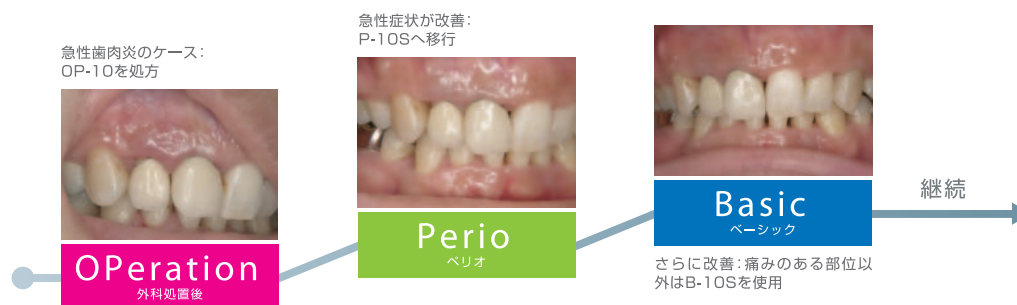 急性歯肉炎のケース：
OP-10を処方
OPeration
外科処置後
急性症状が改善：
P-10Sへ移行
Perio
ペリオ
Basic
ベーシック
さらに改善：痛みのある部位以
外はB-10Sを使用
継続